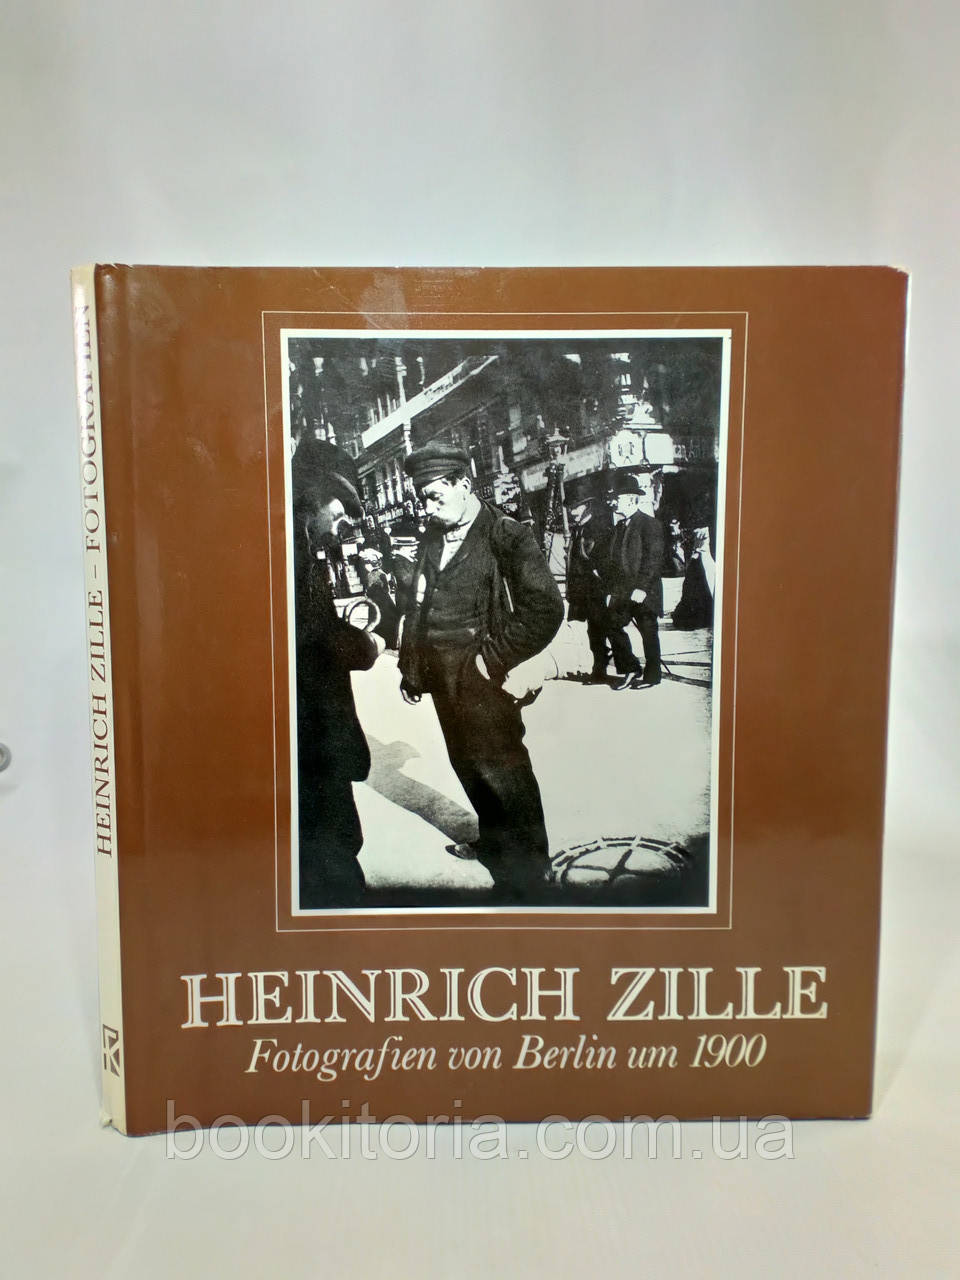 HEINRICH ZILLE – FOTOGRAFIEN
HEINRICH ZILLE
Fotografien von Berlin um 1900
bookitoria.com.ua